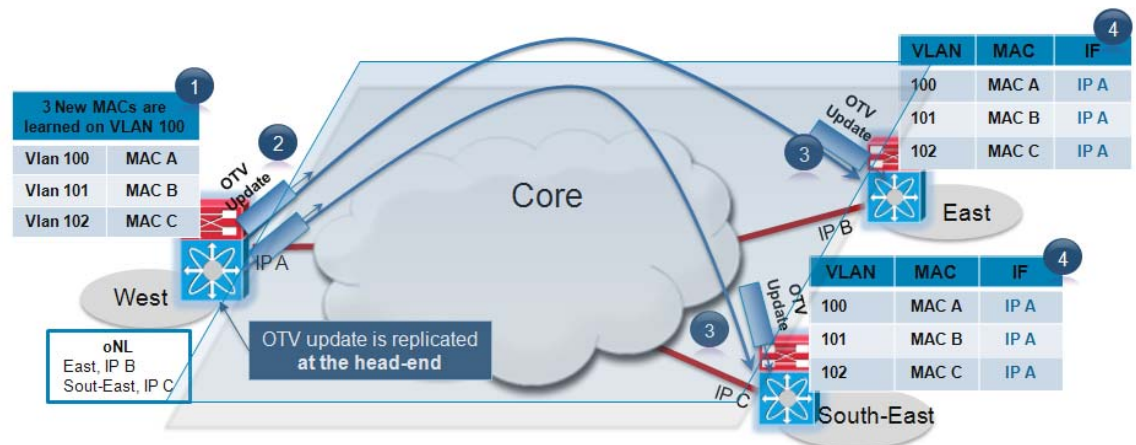 1
3 New MACs are
learned on VLAN 100
Vlan 100 MAC A
Vlan 101 MAC B
Vlan 102 MAC C
2
OTV
Update
IP A
West
oNL
East, IP B
Sout-East, IP C
OTV update is replicated
at the head-end
Core
OTV
Update
3
IP B
East
4
VLAN MAC IF
100 MAC A IP A
101 MAC B IP A
102 MAC C IP A
OTV
Update
3
IP C
South-East
4
VLAN MAC IF
100 MAC A IP A
101 MAC B IP A
102 MAC C IP A